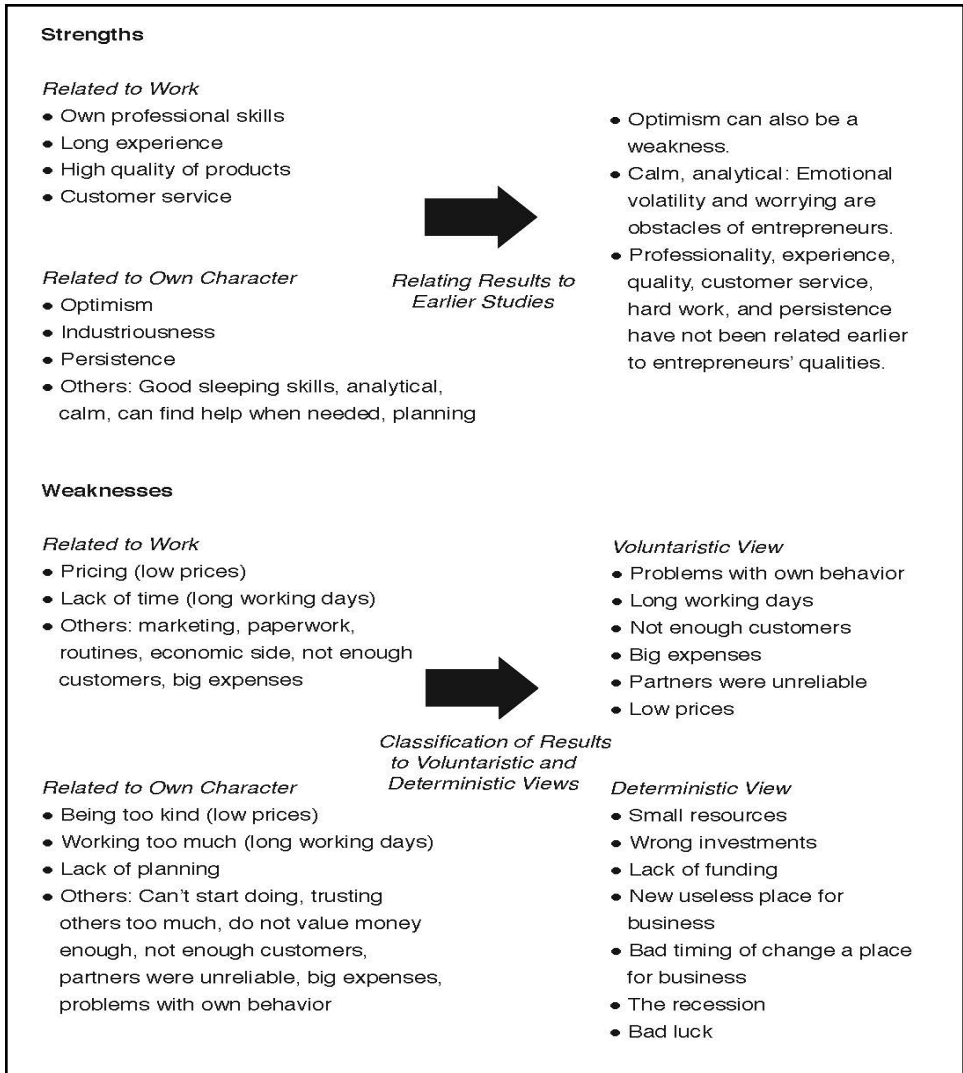 Strengths
Related to Work
• Own professional skills
• Long experience
• High quality of products
• Customer service
Related to Own Character
• Optimism
• Industriousness
• Persistence
• Others: Good sleeping skills, analytical,
calm, can find help when needed, planning
Relating Results to
Earlier Studies
• Optimism can also be a
weakness.
• Calm, analytical: Emotional
volatility and worrying are
obstacles of entrepreneurs.
• Professionality, experience,
quality, customer service,
hard work, and persistence
have not been related earlier
to entrepreneurs’ qualities.
Weaknesses
Related to Work
• Pricing (low prices)
• Lack of time (long working days)
• Others: marketing, paperwork,
routines, economic side, not enough
customers, big expenses
Related to Own Character
• Being too kind (low prices)
• Working too much (long working days)
• Lack of planning
• Others: Can’t start doing, trusting
others too much, do not value money
enough, not enough customers,
partners were unreliable, big expenses,
problems with own behavior
Classification of Results
to Voluntaristic and
Deterministic Views
Voluntaristic View
• Problems with own behavior
• Long working days
• Not enough customers
• Big expenses
• Partners were unreliable
• Low prices
Deterministic View
• Small resources
• Wrong investments
• Lack of funding
• New useless place for
business
• Bad timing of change a place
for business
• The recession
• Bad luck